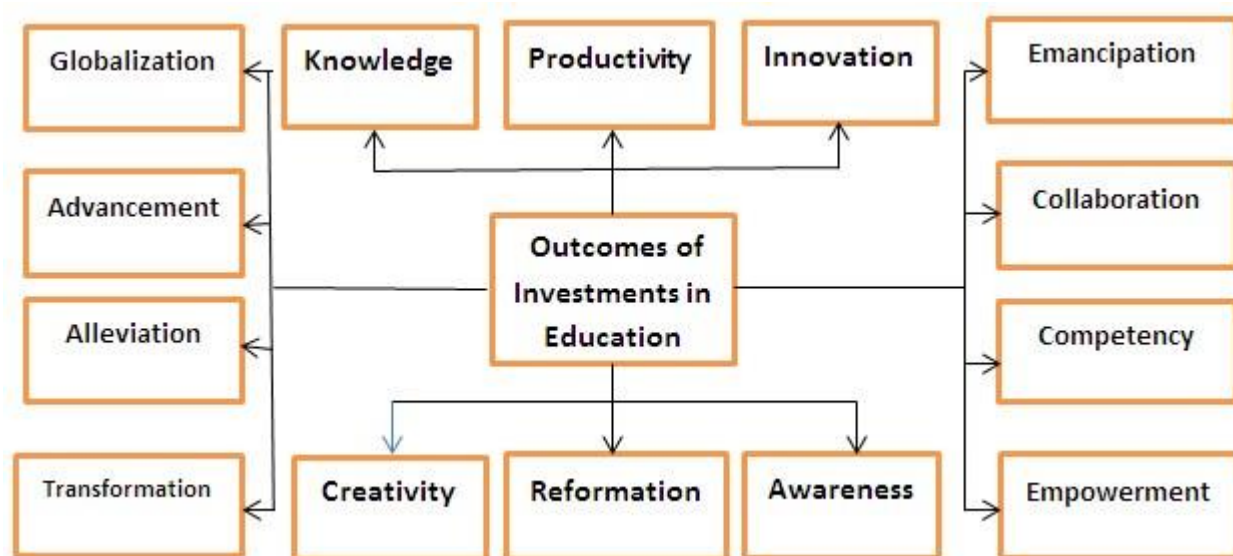 Globalization
Knowledge
Productivity
Innovation
Emancipation
Advancement
Collaboration
Outcomes of
Investments in
Education
Alleviation
Competency
Transformation
Creativity
Reformation
Awareness
Empowerment